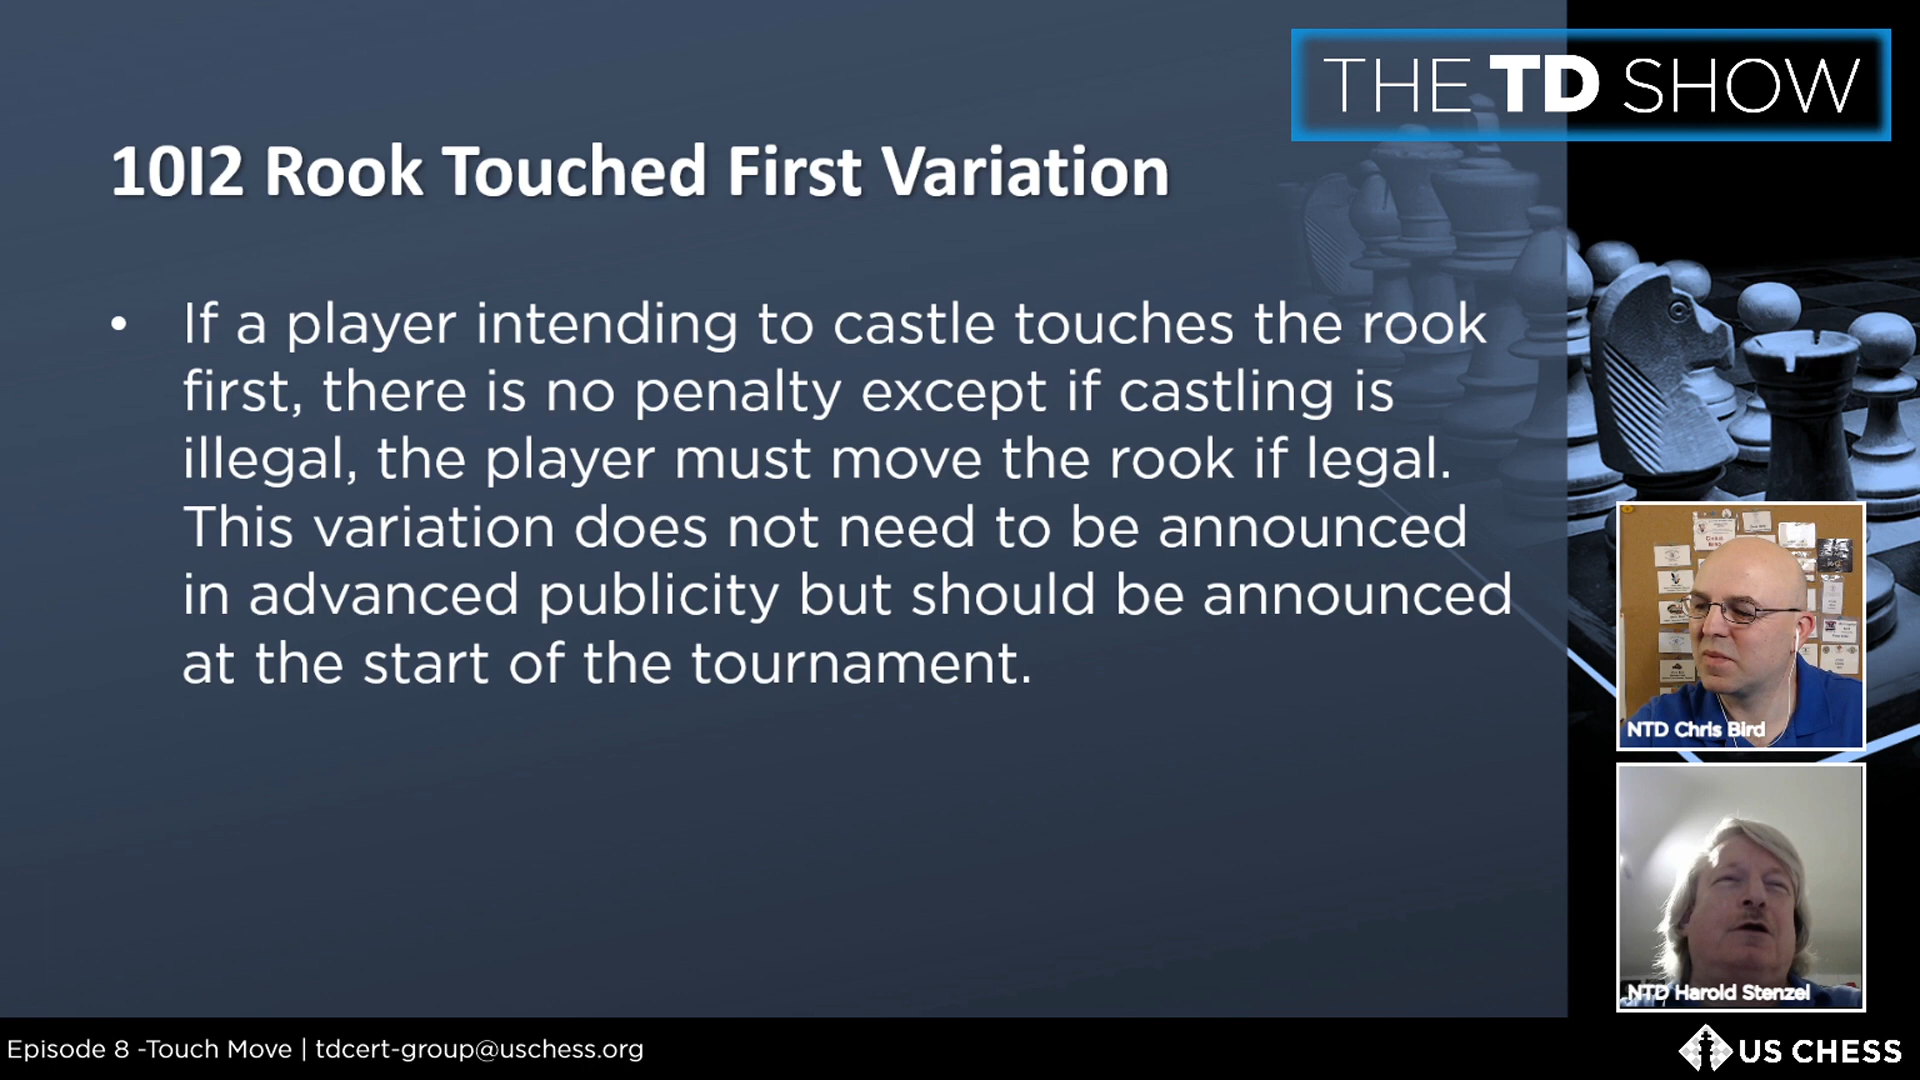 THE TD SHOW
10I2 Rook Touched First Variation
• If a player intending to castle touches the rook
first, there is no penalty except if castling is
illegal, the player must move the rook if legal.
This variation does not need to be announced
in advanced publicity but should be announced
at the start of the tournament.
NTD Chris Bird
NTD Harold Stenzel
Episode 8 -Touch Move | tdcert-group@uschess.org
US CHESS